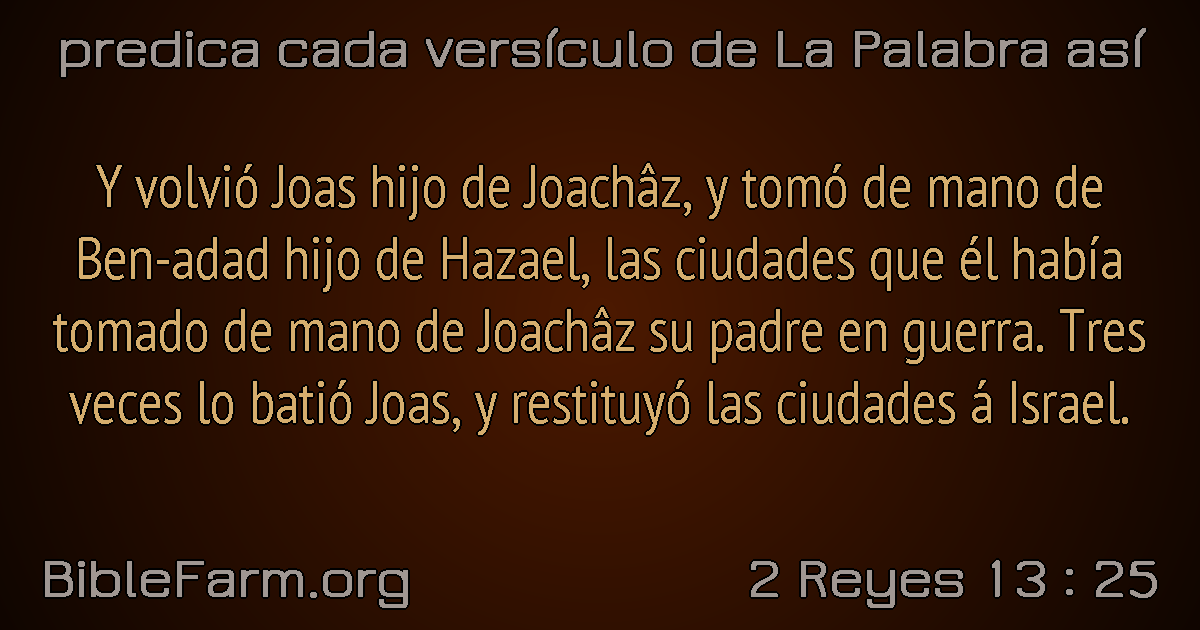 predica cada versículo de La Palabra así
Y volvió Joas hijo de Joachâz, y tomó de mano de
Ben-adad hijo de Hazael, las ciudades que él había
tomado de mano de Joachâz su padre en guerra. Tres
veces lo batió Joas, y restituyó las ciudades á Israel.
BibleFarm.org
2 Reyes 13 : 25